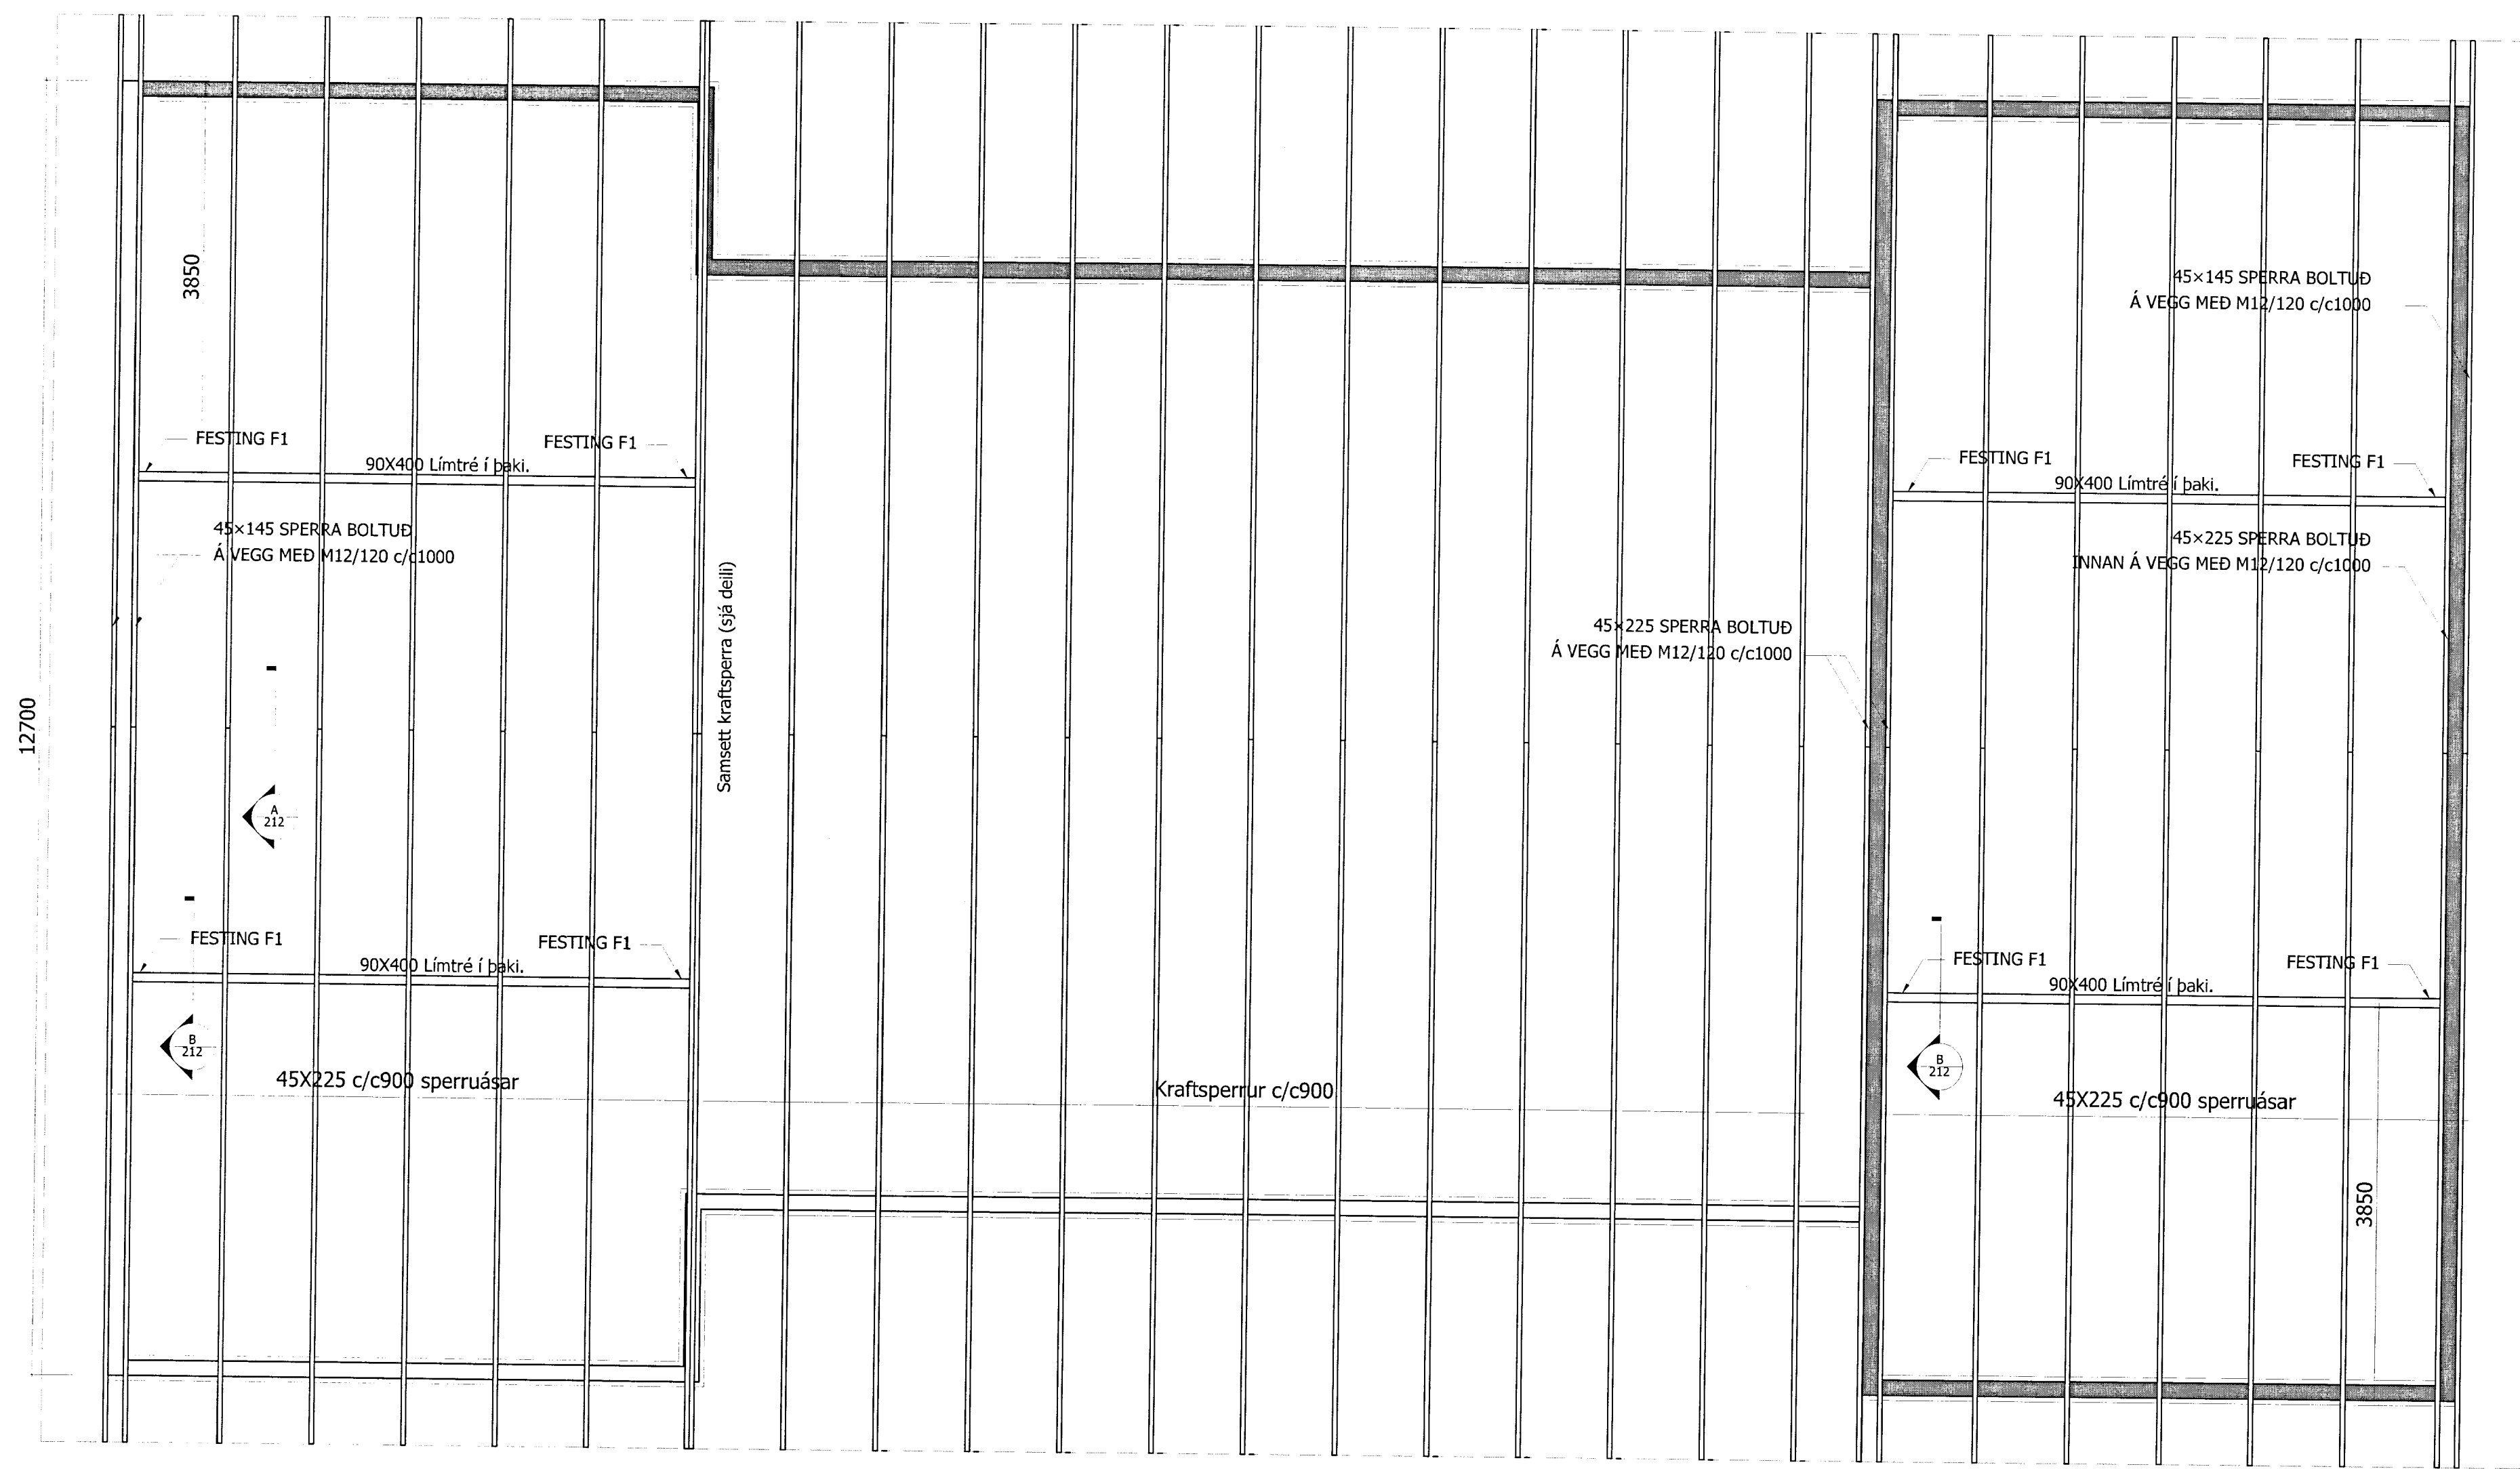 3850
45×145 SPERRA BOLTUÐ
Á VEGG MEÐ M12/120 c/c1000
FESTING F1
FESTING F1
90X400 Límtré í þaki.
FESTING F1
FESTING F1
90X400 Límtré í þaki.
45×145 SPERRA BOLTUÐ
Á VEGG MEÐ M12/120 c/c1000
45×225 SPERRA BOLTUÐ
INNAN Á VEGG MEÐ M12/120 c/c1000
Samsett kraftsperra (sjá deili)
45×225 SPERRA BOLTUÐ
Á VEGG MEÐ M12/120 c/c1000
12700
A
212
FESTING F1
FESTING F1
90X400 Límtré í þaki.
FESTING F1
FESTING F1
90X400 Límtré í þaki.
B
212
B
212
45X225 c/c900 sperruásar
Kraftsperrur c/c900
45X225 c/c900 sperruásar
3850